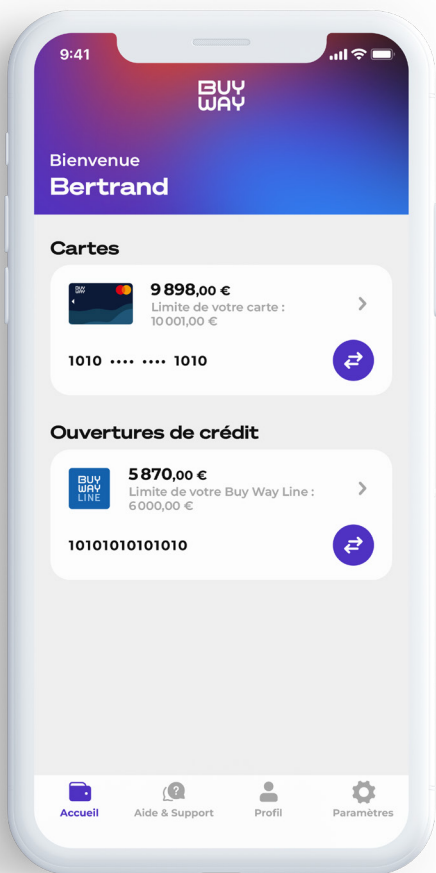 9:41
BUY
WAY
Bienvenue
Bertrand
Cartes
BUY
WAY
9 898,00 €
Limite de votre carte :
10 001,00 €
1010 •••• •••• 1010
Ouvertures de crédit
BUY
WAY
LINE
5 870,00 €
Limite de votre Buy Way Line :
6 000,00 €
10101010101010
Accueil
Aide & Support
Profil
Paramètres